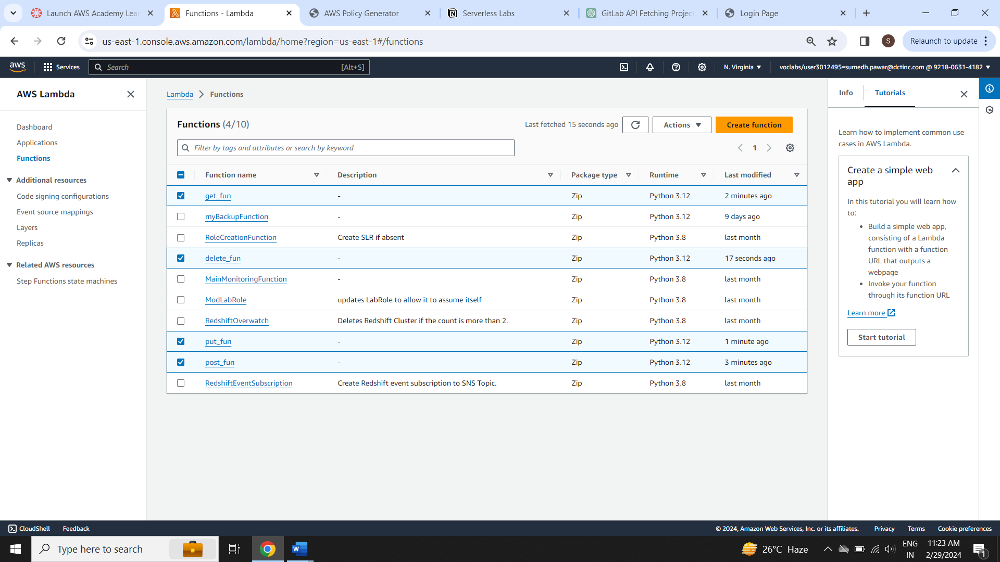 Launch AWS Academy Lear
Functions - Lambda
AWS Policy Generator
Serverless Labs
GitLab API Fetching Project
Login Page
us-east-1.console.aws.amazon.com/lambda/home?region=us-east-1#/functions
S
Relaunch to update
aws
Services
Search
[Alt+S]
N. Virginia
voclabs/user3012495=sumedh.pawar@dctinc.com @ 9218-0631-4182
AWS Lambda
Dashboard
Applications
Functions
Additional resources
Code signing configurations
Event source mappings
Layers
Replicas
Related AWS resources
Step Functions state machines
Lambda > Functions
Functions (4/10)
Last fetched 15 seconds ago
Actions
Create function
Filter by tags and attributes or search by keyword
1
Function name Description Package type Runtime Last modified
get_fun - Zip Python 3.12 2 minutes ago
myBackupFunction - Zip Python 3.12 9 days ago
RoleCreationFunction Create SLR if absent Zip Python 3.8 last month
delete_fun - Zip Python 3.12 17 seconds ago
MainMonitoringFunction - Zip Python 3.8 last month
ModLabRole updates LabRole to allow it to assume itself Zip Python 3.8 last month
RedshiftOverwatch Deletes Redshift Cluster if the count is more than 2. Zip Python 3.8 last month
put_fun - Zip Python 3.12 1 minute ago
post_fun - Zip Python 3.12 3 minutes ago
RedshiftEventSubscription Create Redshift event subscription to SNS Topic. Zip Python 3.8 last month
Info
Tutorials
Learn how to implement common use
cases in AWS Lambda.
Create a simple web
app
In this tutorial you will learn how
to:
• Build a simple web app,
consisting of a Lambda
function with a function
URL that outputs a
webpage
• Invoke your function
through its function URL
Learn more
Start tutorial
CloudShell
Feedback
© 2024, Amazon Web Services, Inc. or its affiliates.
Privacy
Terms
Cookie preferences
Type here to search
26°C Haze
ENG
IN
11:23 AM
2/29/2024
1